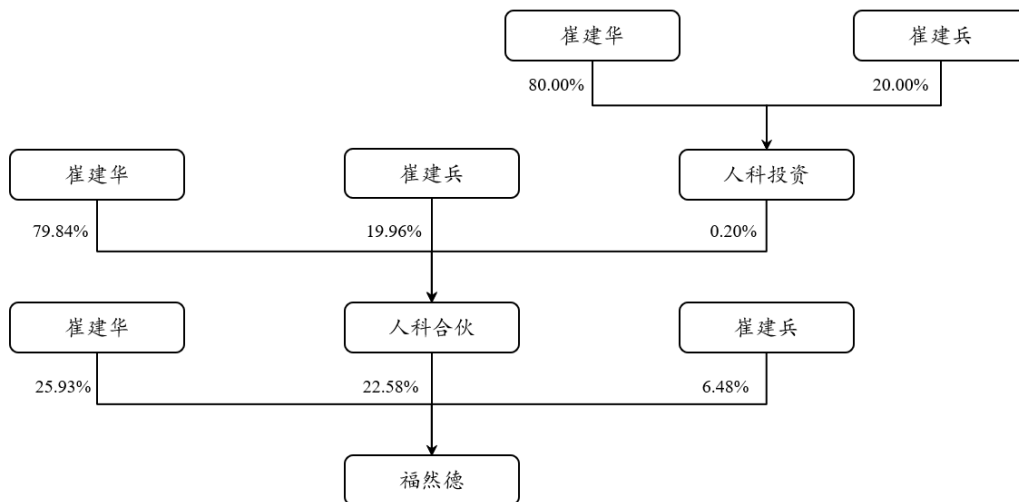 崔建华 崔建兵
80.00% 20.00%
崔建华 崔建兵 人科投资
79.84% 19.96% 0.20%
崔建华 人科合伙 崔建兵
25.93% 22.58% 6.48%
福然德